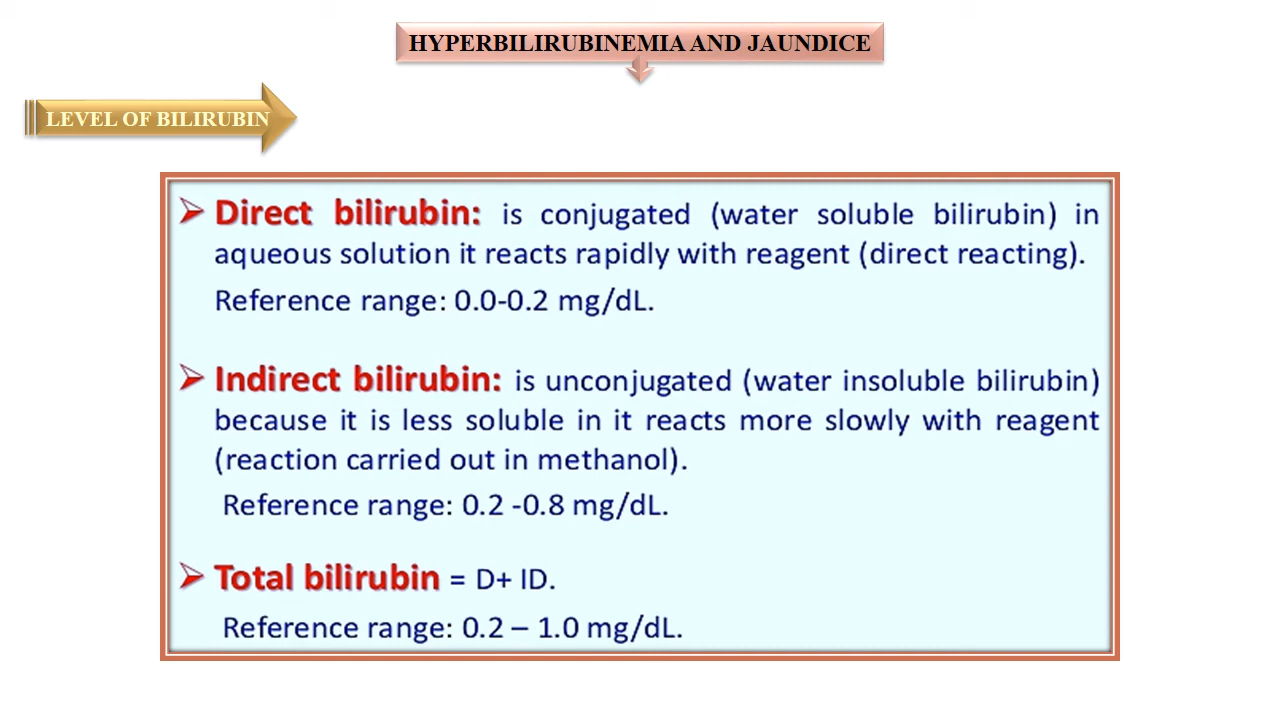 HYPERBILIRUBINEMIA AND JAUNDICE
LEVEL OF BILIRUBIN
➢ Direct bilirubin: is conjugated (water soluble bilirubin) in
aqueous solution it reacts rapidly with reagent (direct reacting).
Reference range: 0.0-0.2 mg/dL.
➢ Indirect bilirubin: is unconjugated (water insoluble bilirubin)
because it is less soluble in it reacts more slowly with reagent
(reaction carried out in methanol).
Reference range: 0.2 -0.8 mg/dL.
➢ Total bilirubin = D+ ID.
Reference range: 0.2 – 1.0 mg/dL.